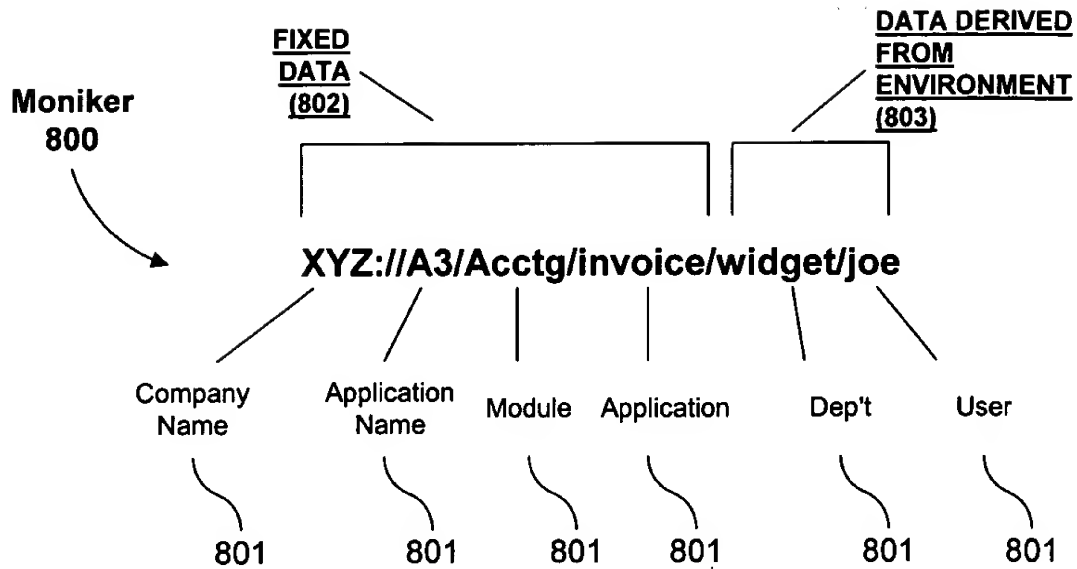 FIXED
DATA
(802)
DATA DERIVED
FROM
ENVIRONMENT
(803)
Moniker
800
XYZ://A3/Acctg/invoice/widget/joe
Company
Name
Application
Name
Module
Application
Dep't
User
801
801
801
801
801
801